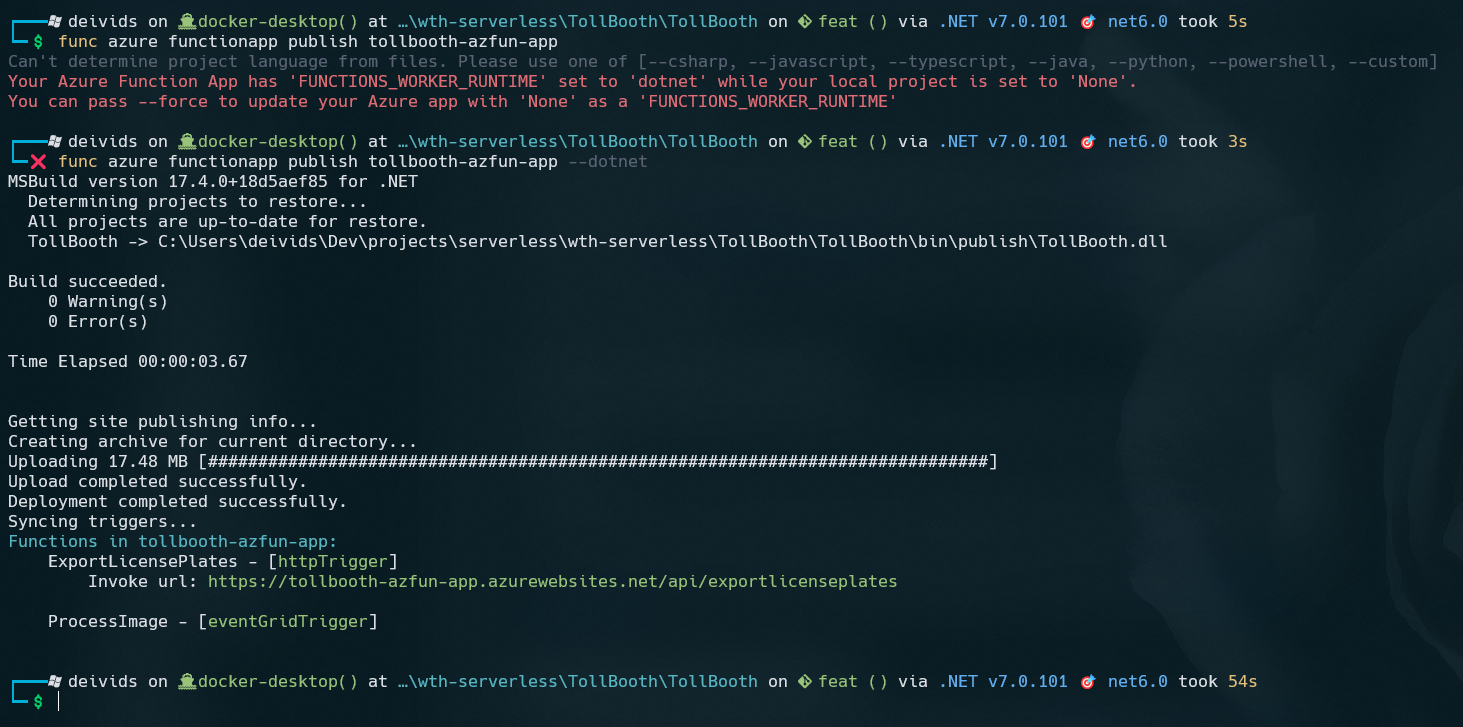 deivids on docker-desktop() at …\wth-serverless\TollBooth\TollBooth on feat () via .NET v7.0.101 🎯 net6.0 took 5s
$ func azure functionapp publish tollbooth-azfun-app
Can't determine project language from files. Please use one of [--csharp, --javascript, --typescript, --java, --python, --powershell, --custom]
Your Azure Function App has 'FUNCTIONS_WORKER_RUNTIME' set to 'dotnet' while your local project is set to 'None'.
You can pass --force to update your Azure app with 'None' as a 'FUNCTIONS_WORKER_RUNTIME'
deivids on docker-desktop() at …\wth-serverless\TollBooth\TollBooth on feat () via .NET v7.0.101 🎯 net6.0 took 3s
❌ func azure functionapp publish tollbooth-azfun-app --dotnet
MSBuild version 17.4.0+18d5aef85 for .NET
Determining projects to restore...
All projects are up-to-date for restore.
TollBooth -> C:\Users\deivids\Dev\projects\serverless\wth-serverless\TollBooth\TollBooth\bin\publish\TollBooth.dll
Build succeeded.
0 Warning(s)
0 Error(s)
Time Elapsed 00:00:03.67
Getting site publishing info...
Creating archive for current directory...
Uploading 17.48 MB [##############################################################################]
Upload completed successfully.
Deployment completed successfully.
Syncing triggers...
Functions in tollbooth-azfun-app:
ExportLicensePlates - [httpTrigger]
Invoke url: https://tollbooth-azfun-app.azurewebsites.net/api/exportlicenseplates
ProcessImage - [eventGridTrigger]
deivids on docker-desktop() at …\wth-serverless\TollBooth\TollBooth on feat () via .NET v7.0.101 🎯 net6.0 took 54s
$